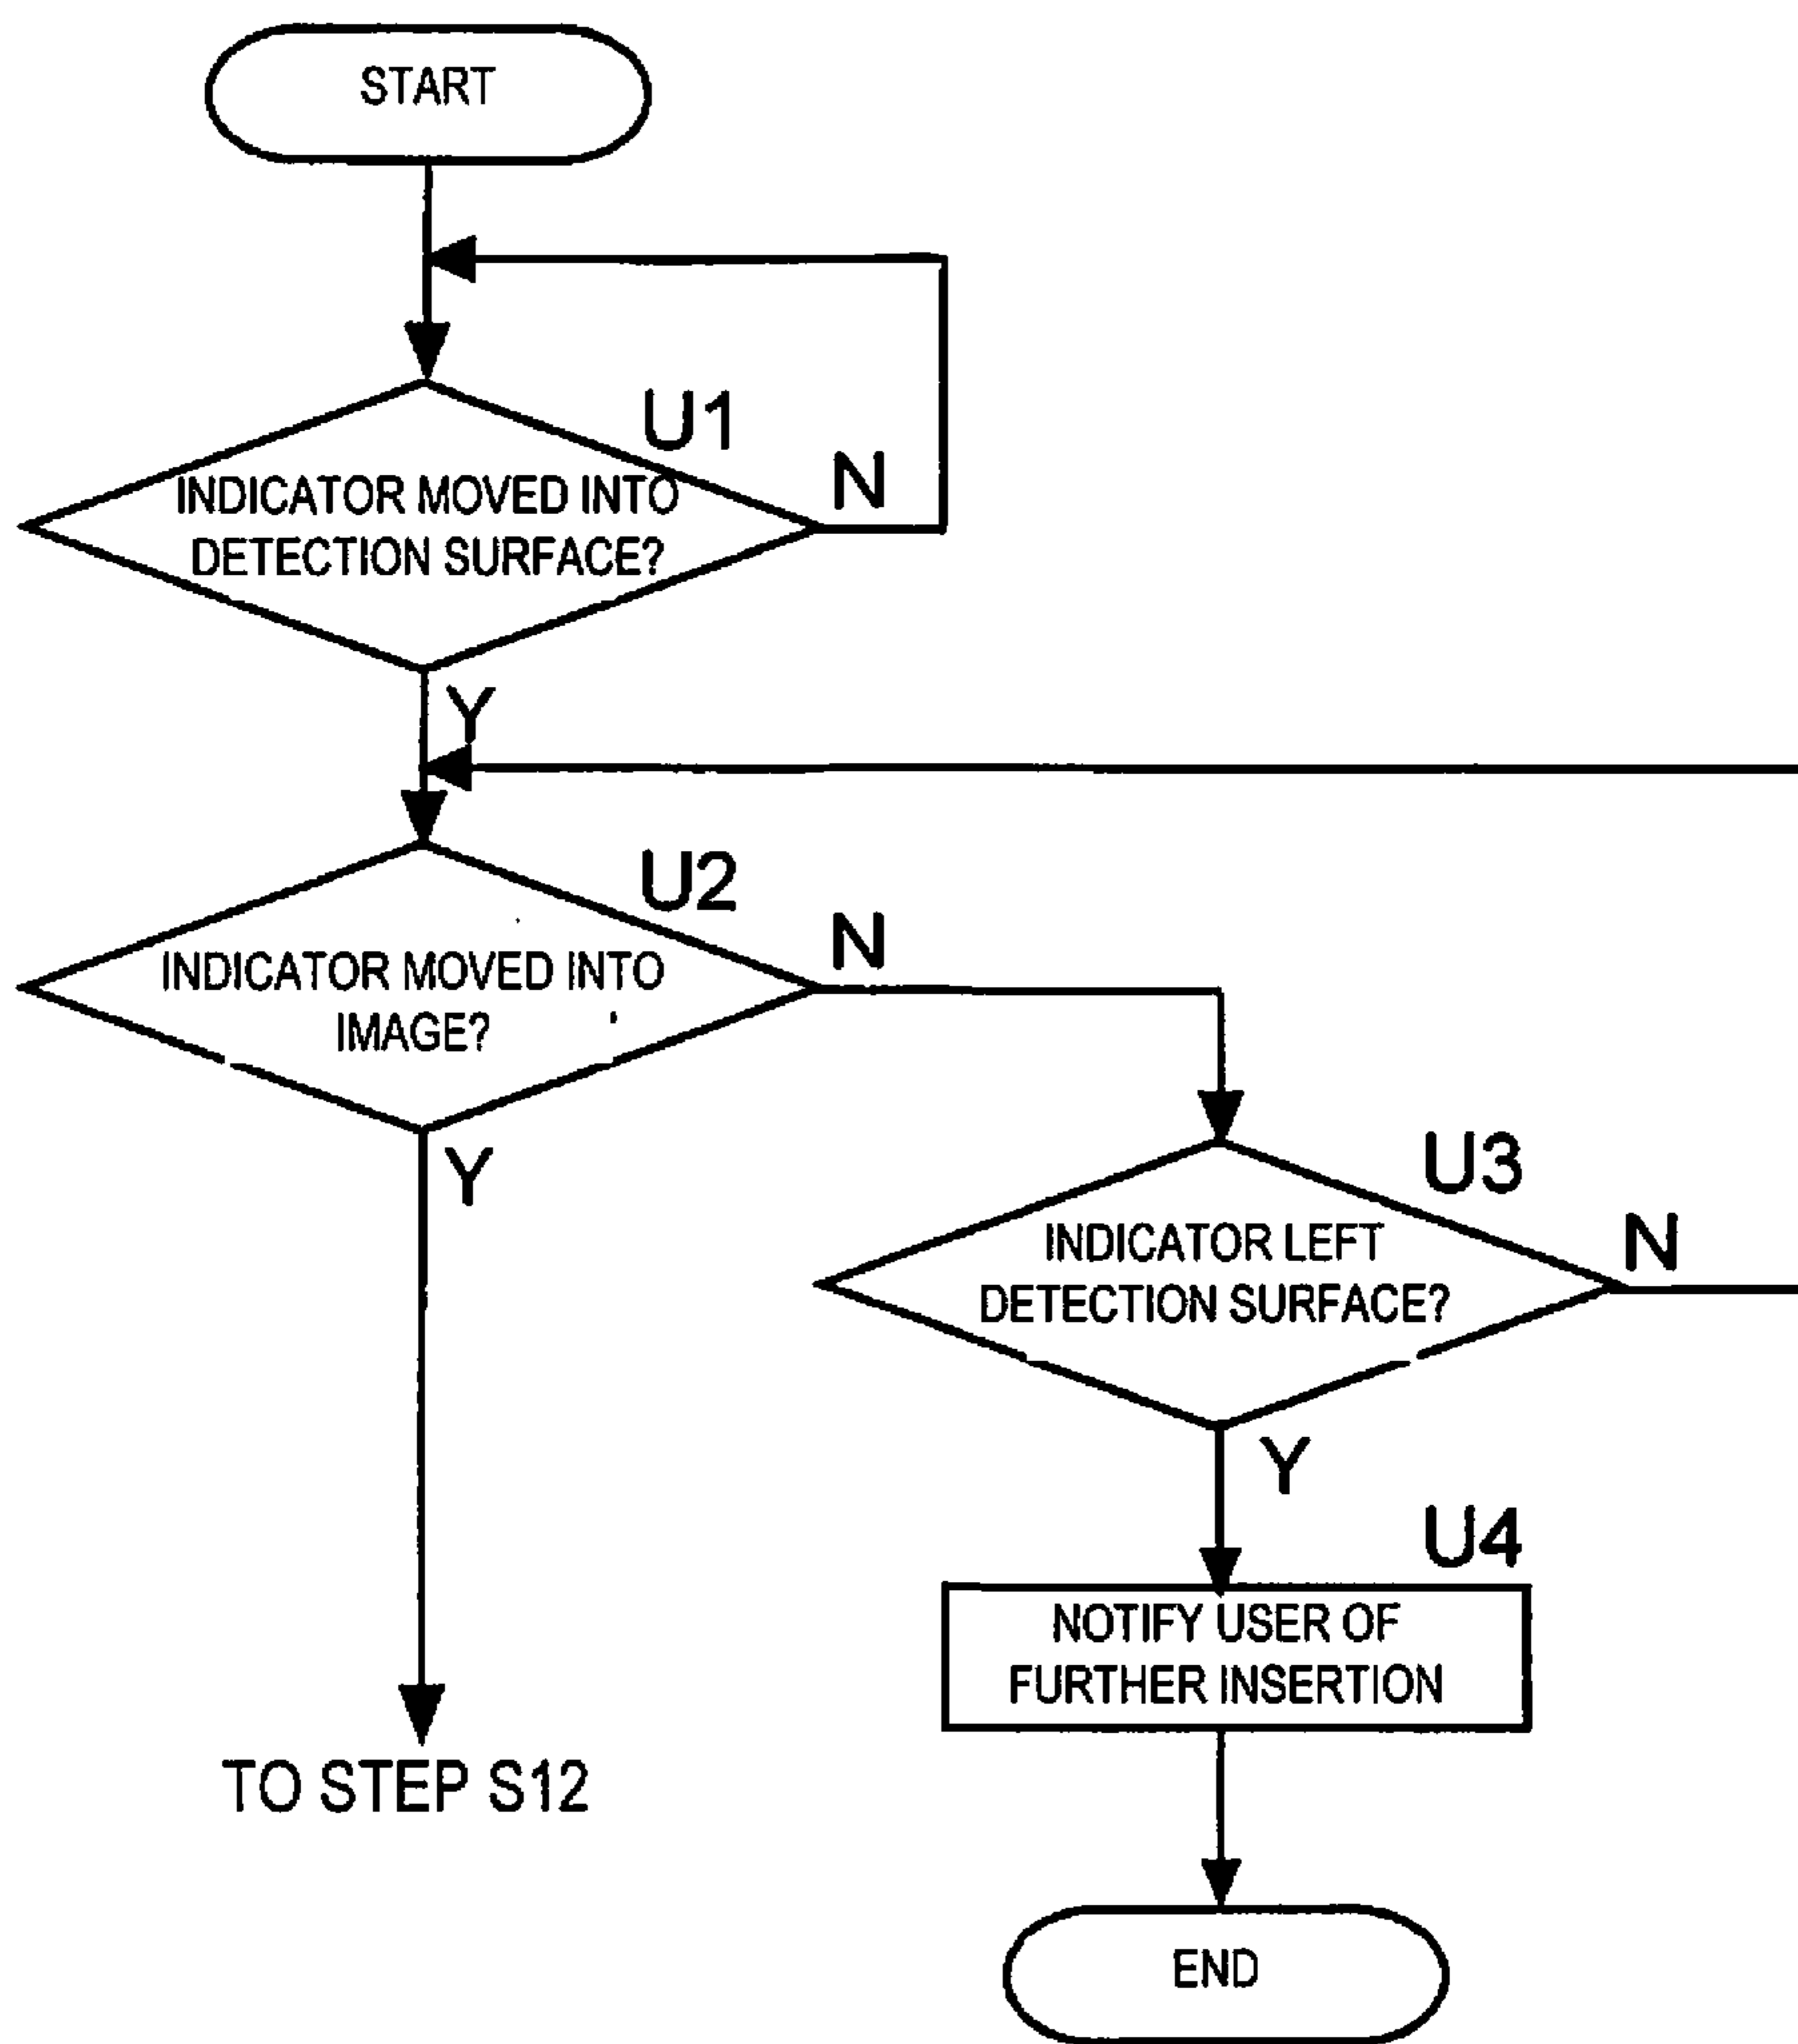 START
U1
INDICATOR MOVED INTO
DETECTION SURFACE?
N
Y
U2
INDICATOR MOVED INTO
IMAGE?
N
Y
U3
INDICATOR LEFT
DETECTION SURFACE?
N
Y
U4
NOTIFY USER OF
FURTHER INSERTION
TO STEP S12
END